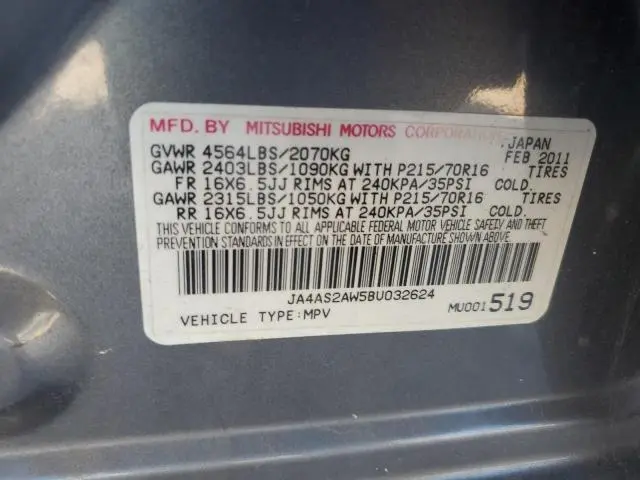 MFD. BY MITSUBISHI MOTORS CORPORATION JAPAN
GVWR 4564LBS/2070KG FEB 2011
GAWR 2403LBS/1090KG WITH P215/70R16 TIRES
FR 16X6.5JJ RIMS AT 240KPA/35PSI COLD.
GAWR 2315LBS/1050KG WITH P215/70R16 TIRES
RR 16X6.5JJ RIMS AT 240KPA/35PSI COLD.
THIS VEHICLE CONFORMS TO ALL APPLICABLE FEDERAL MOTOR VEHICLE SAFETY AND THEFT
PREVENTION STANDARDS IN EFFECT ON THE DATE OF MANUFACTURE SHOWN ABOVE.
JA4AS2AW5BU032624
VEHICLE TYPE:MPV MU001519